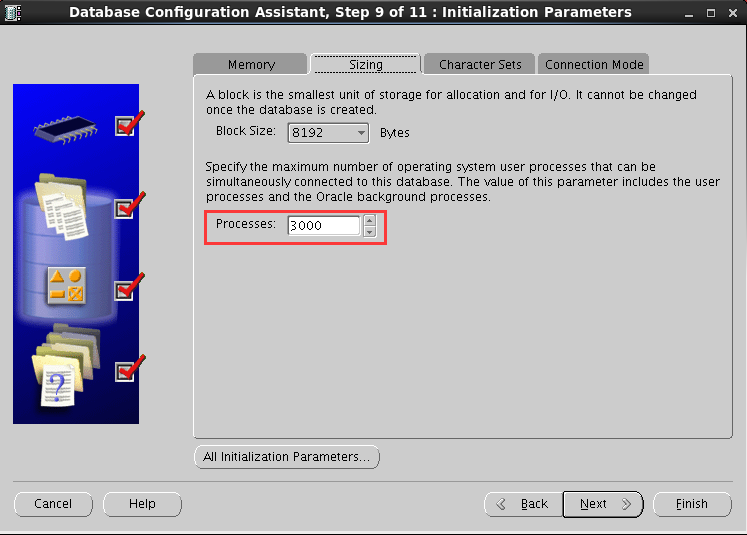 Database Configuration Assistant, Step 9 of 11 : Initialization Parameters
Memory
Sizing
Character Sets
Connection Mode
A block is the smallest unit of storage for allocation and for I/O. It cannot be changed
once the database is created.
Block Size: 8192 Bytes
Specify the maximum number of operating system user processes that can be
simultaneously connected to this database. The value of this parameter includes the user
processes and the Oracle background processes.
Processes: 3000
?
All Initialization Parameters...
Cancel
Help
Back
Next
Finish